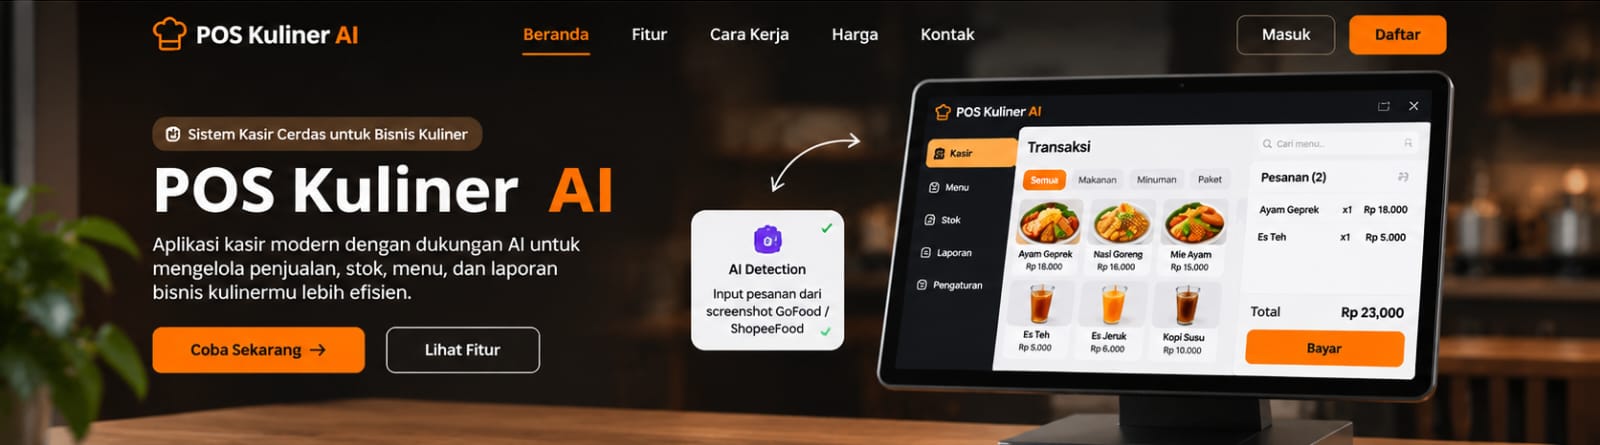 POS Kuliner AI
Beranda
Fitur
Cara Kerja
Harga
Kontak
Masuk
Daftar
Sistem Kasir Cerdas untuk Bisnis Kuliner
POS Kuliner AI
Aplikasi kasir modern dengan dukungan AI untuk
mengelola penjualan, stok, menu, dan laporan
bisnis kulinermu lebih efisien.
Coba Sekarang →
Lihat Fitur
AI Detection
Input pesanan dari
screenshot GoFood /
ShopeeFood
POS Kuliner AI
Kasir
Menu
Stok
Laporan
Pengaturan
Transaksi
Semua
Makanan
Minuman
Paket
Ayam Geprek
Rp 18.000
Nasi Goreng
Rp 16.000
Mie Ayam
Rp 15.000
Es Teh
Rp 5.000
Es Jeruk
Rp 6.000
Kopi Susu
Rp 10.000
Cari menu..
Pesanan (2)
Ayam Geprek x1 Rp 18.000
Es Teh x1 Rp 5.000
Total Rp 23,000
Bayar